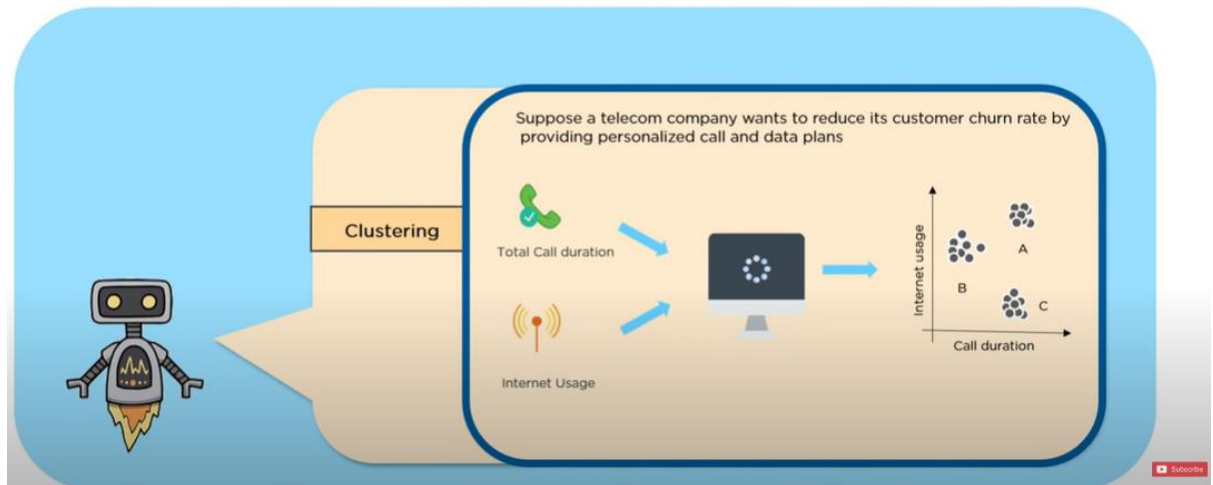 Suppose a telecom company wants to reduce its customer churn rate by
providing personalized call and data plans
Clustering
Total Call duration
Internet Usage
Internet usage
A
B
C
Call duration
Subscribe